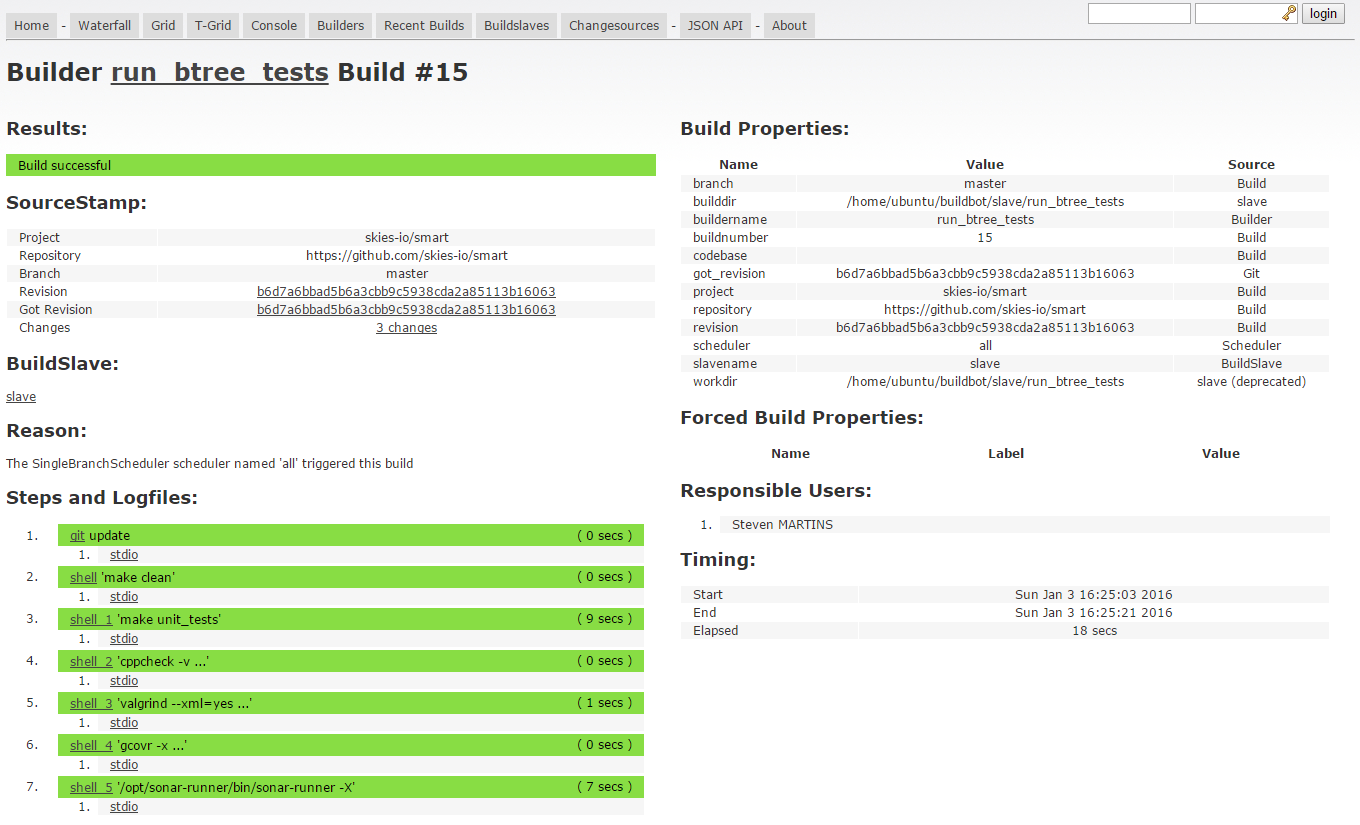 Home - Waterfall Grid T-Grid Console Builders Recent Builds Buildslaves Changesources - JSON API - About login
Builder run_btree_tests Build #15
Results:
Build successful
SourceStamp:
Project skies-io/smart
Repository https://github.com/skies-io/smart
Branch master
Revision b6d7a6bbad5b6a3cbb9c5938cda2a85113b16063
Got Revision b6d7a6bbad5b6a3cbb9c5938cda2a85113b16063
Changes 3 changes
BuildSlave:
slave
Reason:
The SingleBranchScheduler scheduler named 'all' triggered this build
Steps and Logfiles:
1. git update ( 0 secs )
1. stdio
2. shell 'make clean' ( 0 secs )
1. stdio
3. shell_1 'make unit_tests' ( 9 secs )
1. stdio
4. shell_2 'cppcheck -v ...' ( 0 secs )
1. stdio
5. shell_3 'valgrind --xml=yes ...' ( 1 secs )
1. stdio
6. shell_4 'gcovr -x ...' ( 0 secs )
1. stdio
7. shell_5 '/opt/sonar-runner/bin/sonar-runner -X' ( 7 secs )
1. stdio
Build Properties:
Name Value Source
branch master Build
builddir /home/ubuntu/buildbot/slave/run_btree_tests slave
buildername run_btree_tests Builder
buildnumber 15 Build
codebase Build
got_revision b6d7a6bbad5b6a3cbb9c5938cda2a85113b16063 Git
project skies-io/smart Build
repository https://github.com/skies-io/smart Build
revision b6d7a6bbad5b6a3cbb9c5938cda2a85113b16063 Build
scheduler all Scheduler
slavename slave BuildSlave
workdir /home/ubuntu/buildbot/slave/run_btree_tests slave (deprecated)
Forced Build Properties:
Name Label Value
Responsible Users:
1. Steven MARTINS
Timing:
Start Sun Jan 3 16:25:03 2016
End Sun Jan 3 16:25:21 2016
Elapsed 18 secs